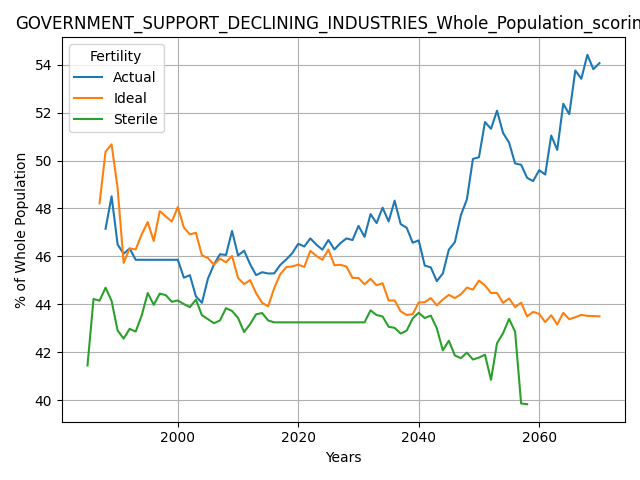 GOVERNMENT_SUPPORT_DECLINING_INDUSTRIES_Whole_Population_scorin
Fertility
Actual
Ideal
Sterile
% of Whole Population
54
52
50
48
46
44
42
40
2000 2020 2040 2060
Years